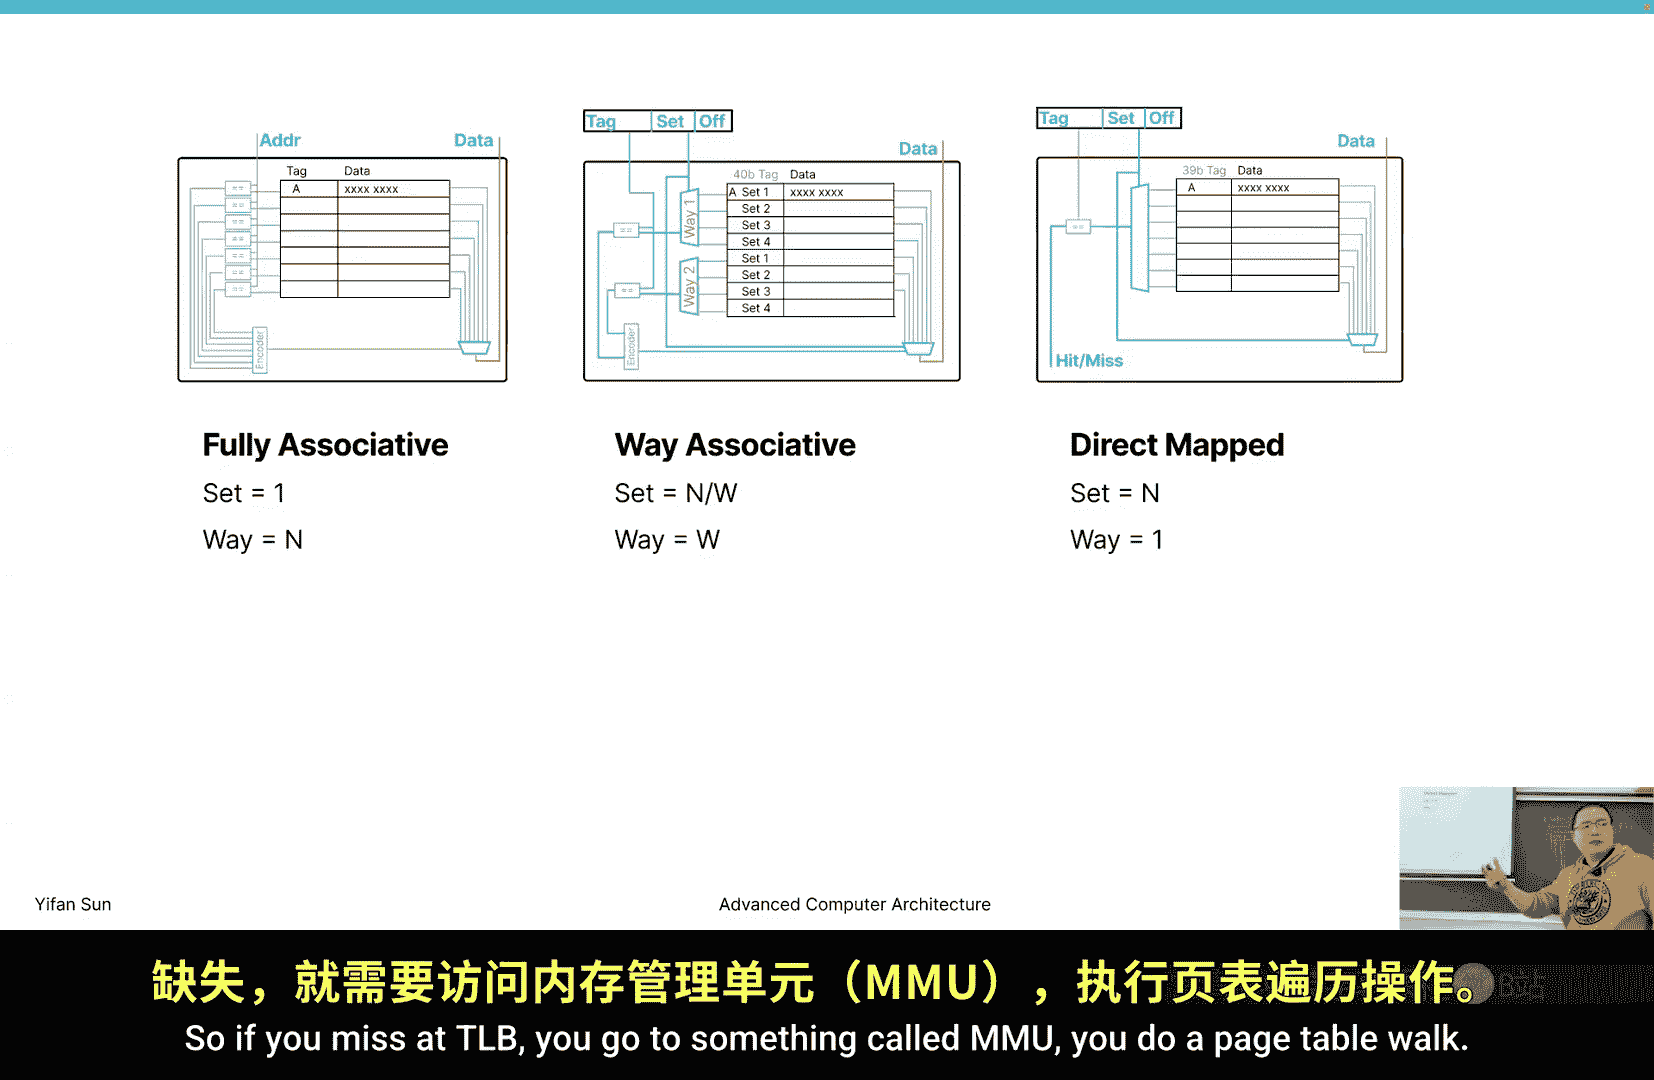 Addr
Data
Tag Data
A xxxx xxxx
==
==
==
==
==
==
==
Encoder
Fully Associative
Set = 1
Way = N
Tag Set Off
Data
40b Tag Data
A Set 1 xxxx xxxx
Set 2
Set 3
Set 4
Set 1
Set 2
Set 3
Set 4
Way 1
Way 2
==
==
Encoder
Way Associative
Set = N/W
Way = W
Tag Set Off
Data
39b Tag Data
A xxxx xxxx
==
Hit/Miss
Direct Mapped
Set = N
Way = 1
Yifan Sun
Advanced Computer Architecture
缺失，就需要访问内存管理单元（MMU），执行页表遍历操作。
So if you miss at TLB, you go to something called MMU, you do a page table walk.